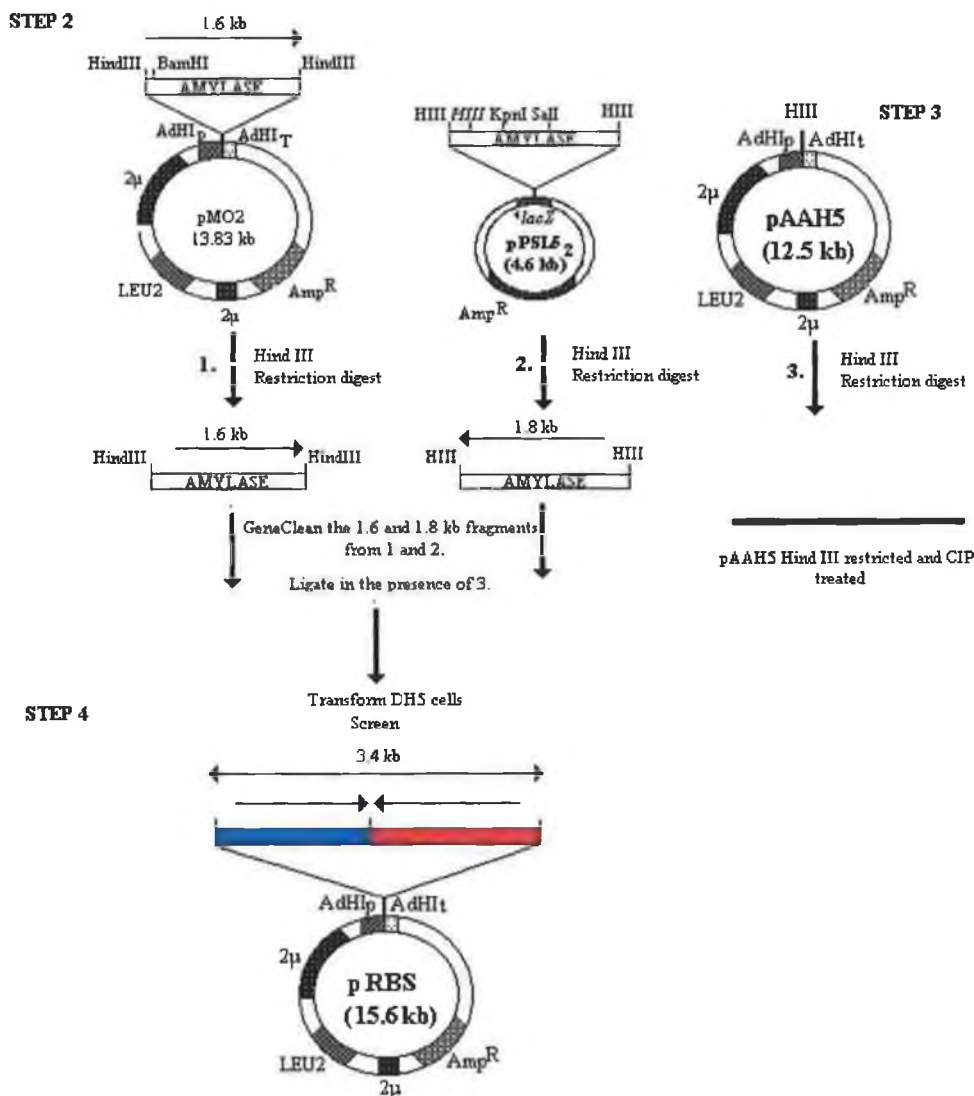 STEP 2
1.6 kb
HindIII BamHI HindIII
AMYLASE
AdHIp AdHIT
2μ
pMO2
13.83 kb
LEU2
AmpR
2μ
HIII HIII KpnI SalI HIII
AMYLASE
lacZ
pPSL52
(4.6 kb)
AmpR
STEP 3
HIII
AdHIp AdHIt
2μ
pAAH5
(12.5 kb)
LEU2
AmpR
2μ
1. Hind III
Restriction digest
2. Hind III
Restriction digest
3. Hind III
Restriction digest
1.6 kb
HindIII HindIII
AMYLASE
1.8 kb
HIII HIII
AMYLASE
GeneClean the 1.6 and 1.8 kb fragments
from 1 and 2.
Ligate in the presence of 3.
pAAH5 Hind III restricted and CIP
treated
STEP 4
Transform DH5 cells
Screen
3.4 kb
AdHIp AdHIt
2μ
pRBS
(15.6 kb)
LEU2
AmpR
2μ